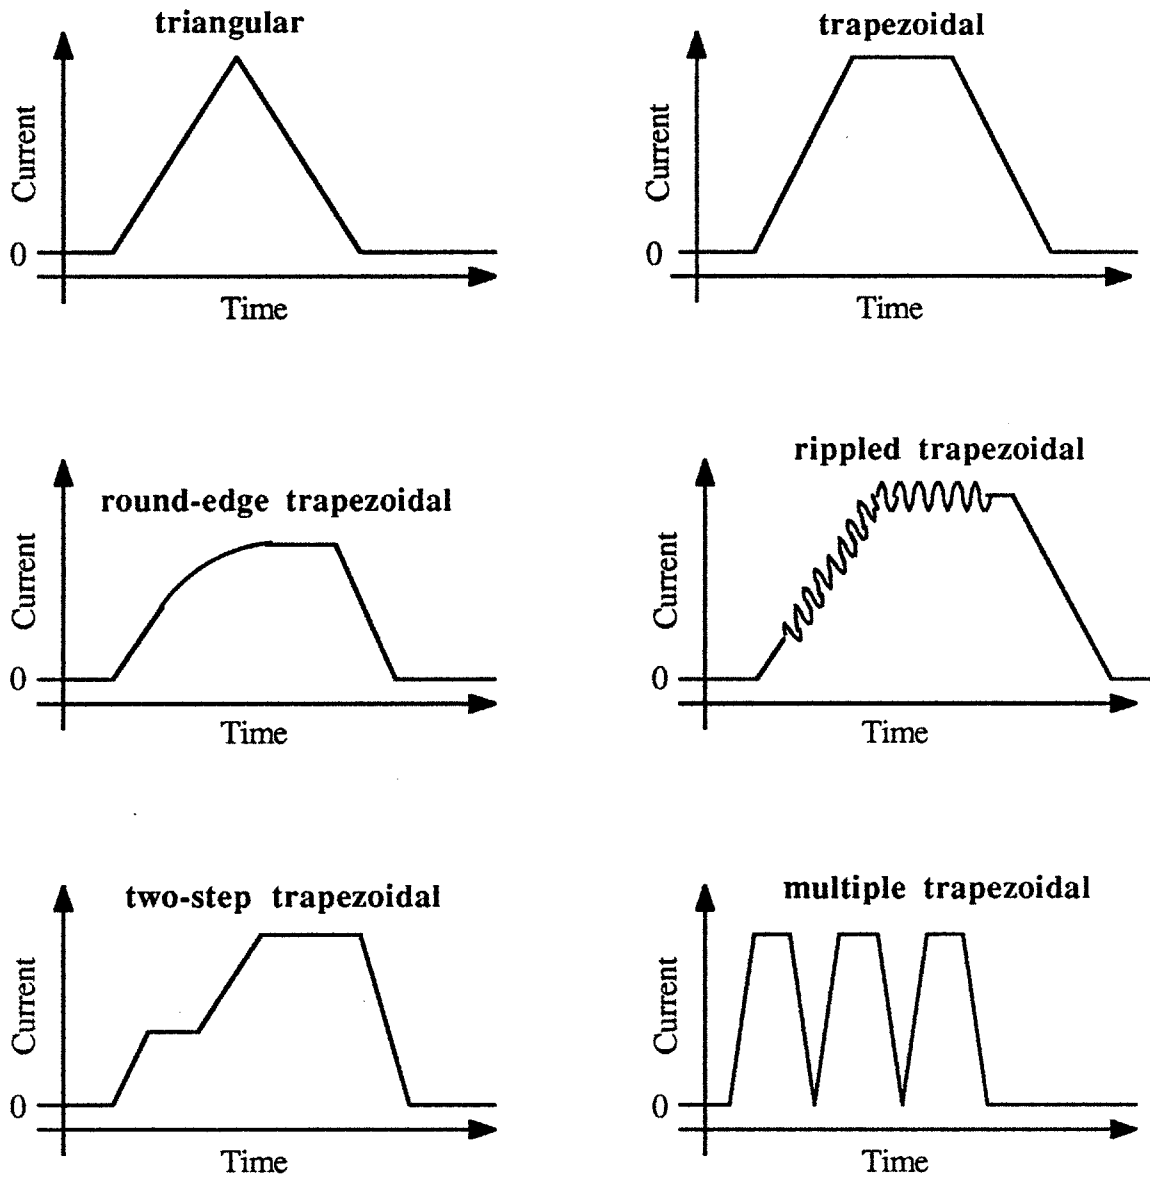 triangular
Current
0
Time
trapezoidal
Current
0
Time
round-edge trapezoidal
Current
0
Time
rippled trapezoidal
Current
0
Time
two-step trapezoidal
Current
0
Time
multiple trapezoidal
Current
0
Time